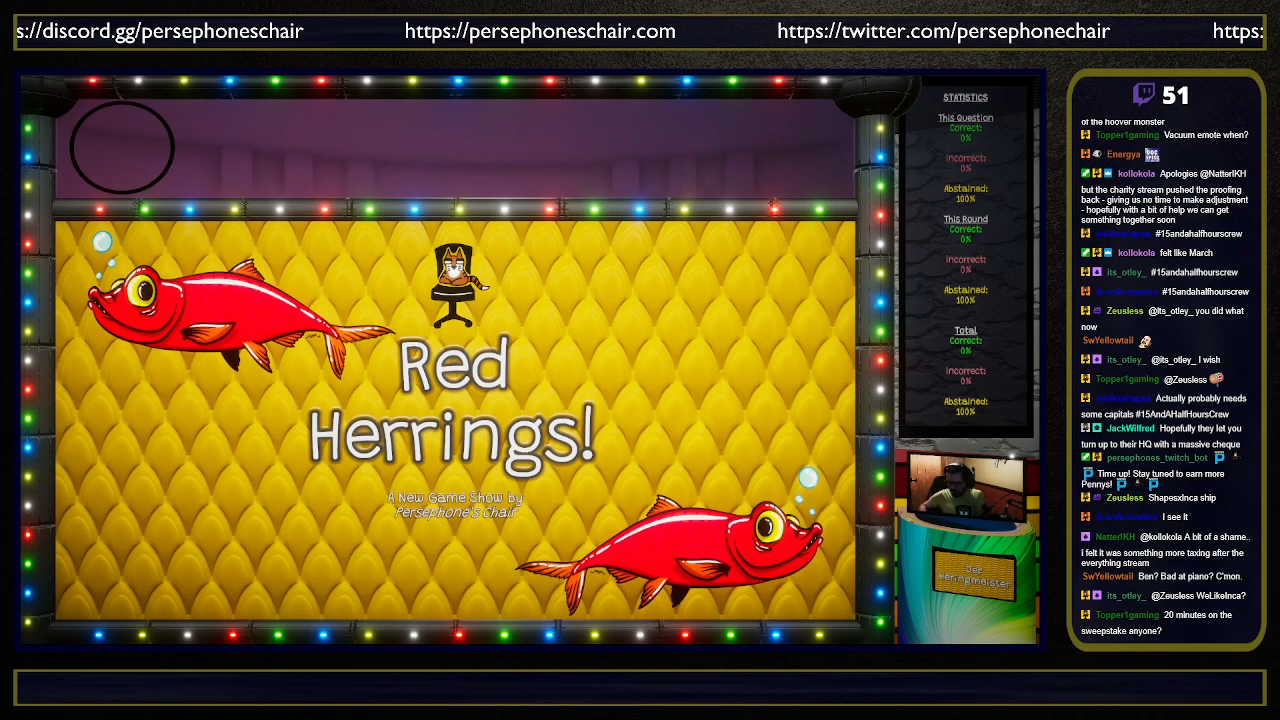 s://discord.gg/persephoneschair
https://persephoneschair.com
https://twitter.com/persephonechair
https:
Red
Herrings!
A New Game Show by
Persephone's Chair
STATISTICS
This Question
Correct:
0%
Incorrect:
0%
Abstained:
100%
This Round
Correct:
0%
Incorrect:
0%
Abstained:
100%
Total
Correct:
0%
Incorrect:
0%
Abstained:
100%
Der
Heringmeister
51
of the hoover monster
Topper1gaming Vacuum emote when?
Energya
kollokola Apologies @NatterIKH
but the charity stream pushed the proofing
back - giving us no time to make adjustment
- hopefully with a bit of help we can get
something together soon
#15andahalfhourscrew
kollokola felt like March
its_otley_ #15andahalfhourscrew
#15andahalfhourscrew
Zeusless @its_otley_ you did what
now
SwYellowtail
its_otley_ @its_otley_ I wish
Topper1gaming @Zeusless
Actually probably needs
some capitals #15AndAHalfHoursCrew
JackWilfred Hopefully they let you
turn up to their HQ with a massive cheque
persephones_twitch_bot
Time up! Stay tuned to earn more
Pennys!
Zeusless ShapesxInca ship
I see it
NatterIKH @kollokola A bit of a shame..
I felt it was something more taxing after the
everything stream
SwYellowtail Ben? Bad at piano? C'mon.
its_otley_ @Zeusless WeLikeInca?
Topper1gaming 20 minutes on the
sweepstake anyone?